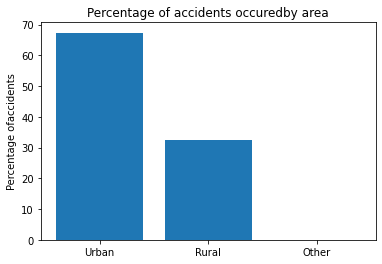 Percentage of accidents occuredby area
Percentage ofaccidents
70
60
50
40
30
20
10
0
Urban
Rural
Other